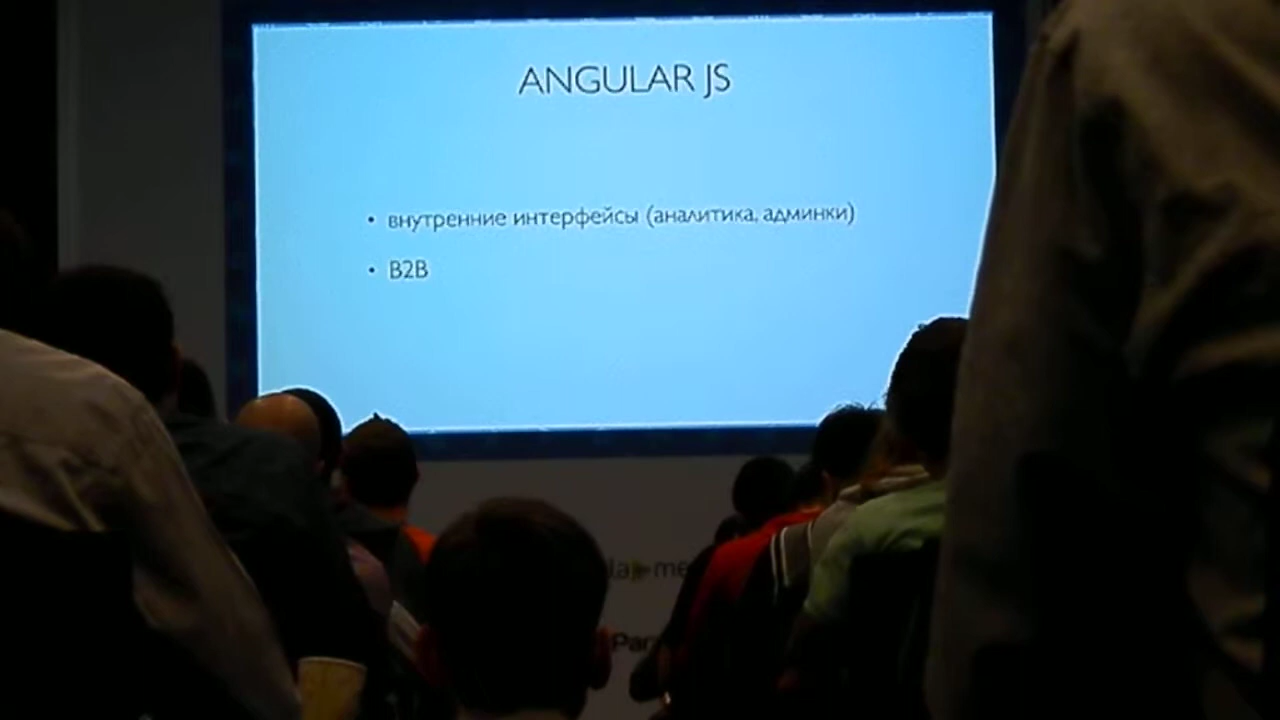 ANGULAR JS
• внутренние интерфейсы (аналитика, админки)
• B2B